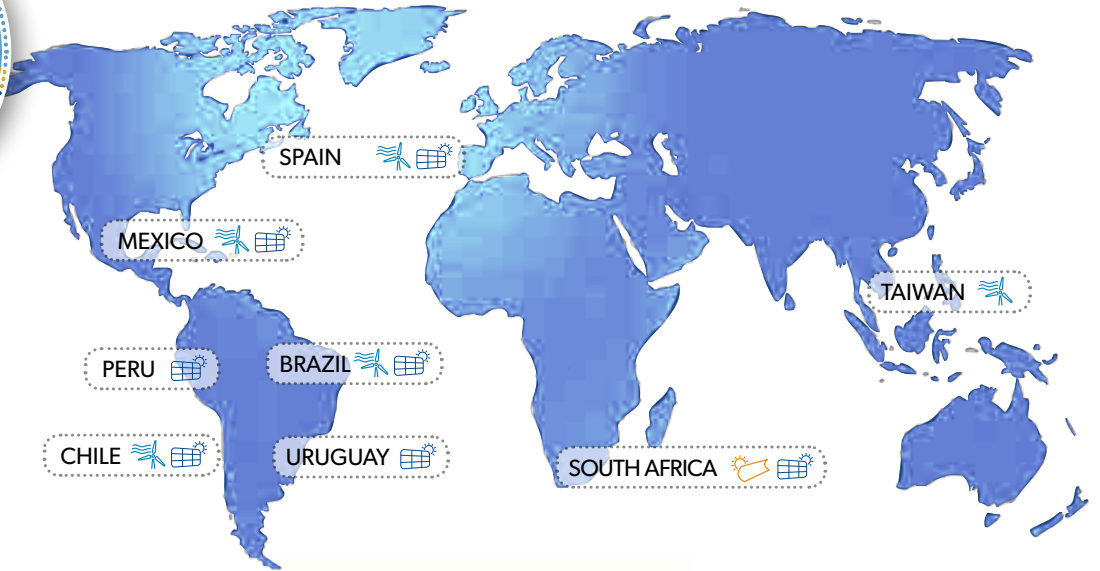 SPAIN
MEXICO
TAIWAN
PERU
BRAZIL
CHILE
URUGUAY
SOUTH AFRICA